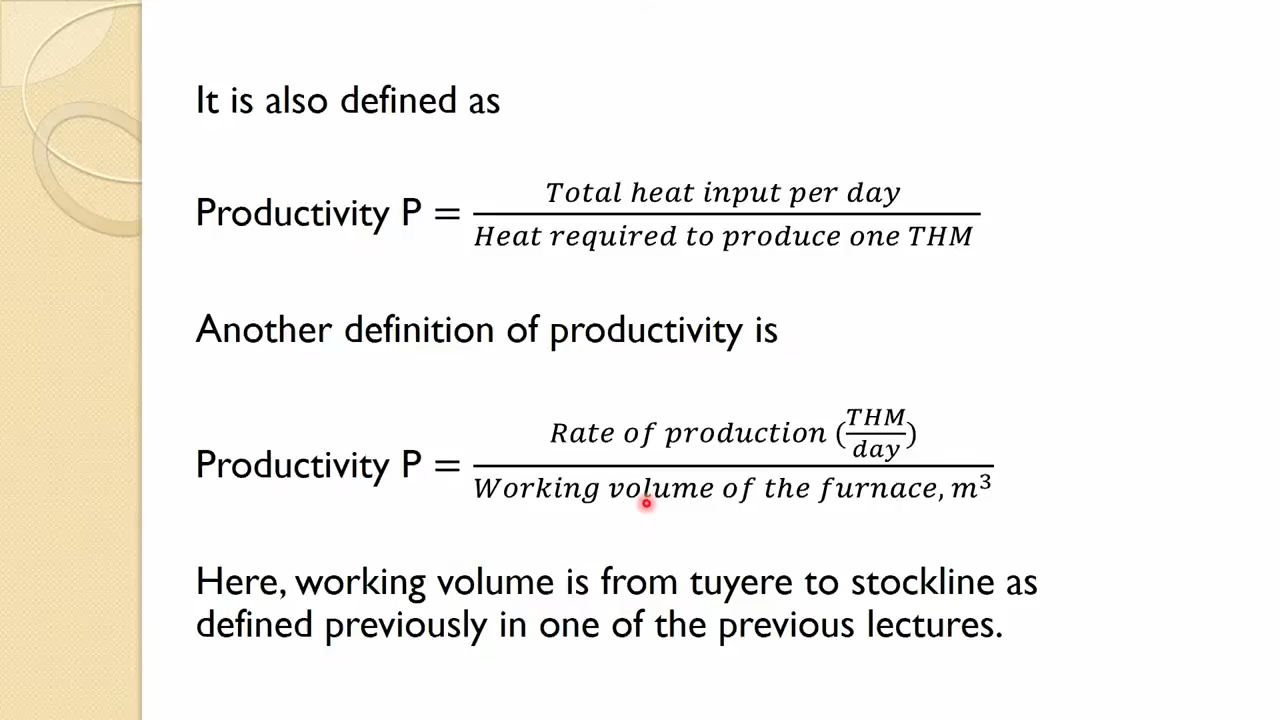 It is also defined as
Productivity P = Total heat input per day / Heat required to produce one THM
Another definition of productivity is
Productivity P = Rate of production (THM/day) / Working volume of the furnace, m³
Here, working volume is from tuyere to stockline as
defined previously in one of the previous lectures.